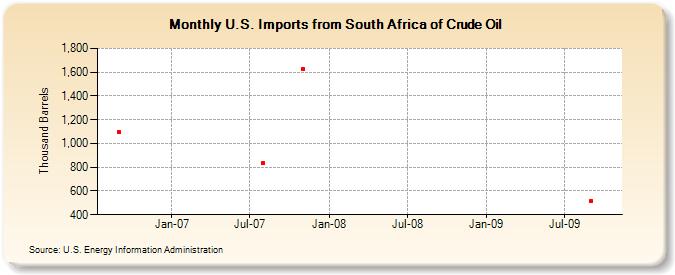 Monthly U.S. Imports from South Africa of Crude Oil
Thousand Barrels
1,800
1,600
1,400
1,200
1,000
800
600
400
Jan-07 Jul-07 Jan-08 Jul-08 Jan-09 Jul-09
Source: U.S. Energy Information Administration